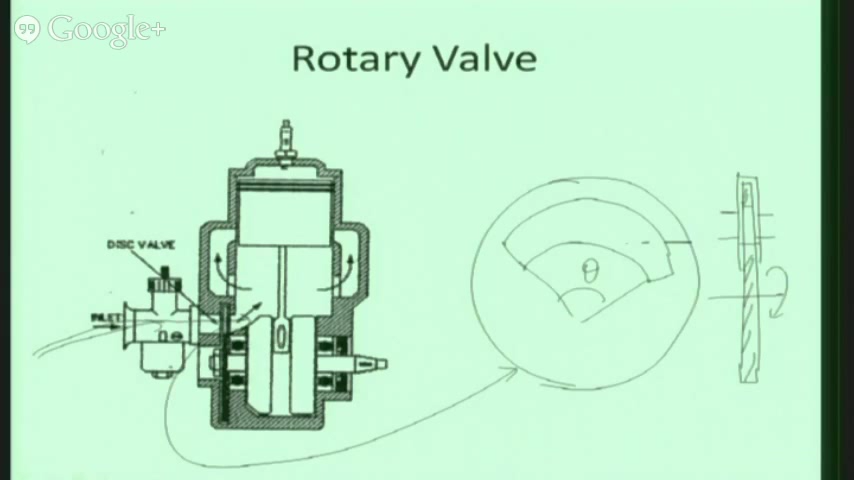 Google+
Rotary Valve
DISC VALVE
INLET
θ